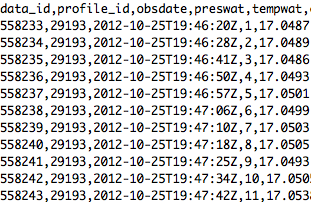 data_id,profile_id,obsdate,preswat,tempwat,
558233,29193,2012-10-25T19:46:20Z,1,17.0487
558234,29193,2012-10-25T19:46:28Z,2,17.0489
558235,29193,2012-10-25T19:46:41Z,3,17.0486
558236,29193,2012-10-25T19:46:50Z,4,17.0493
558237,29193,2012-10-25T19:46:57Z,5,17.0501
558238,29193,2012-10-25T19:47:06Z,6,17.0499
558239,29193,2012-10-25T19:47:10Z,7,17.0503
558240,29193,2012-10-25T19:47:18Z,8,17.0505
558241,29193,2012-10-25T19:47:25Z,9,17.0493
558242,29193,2012-10-25T19:47:34Z,10,17.0505
558243,29193,2012-10-25T19:47:42Z,11,17.0538